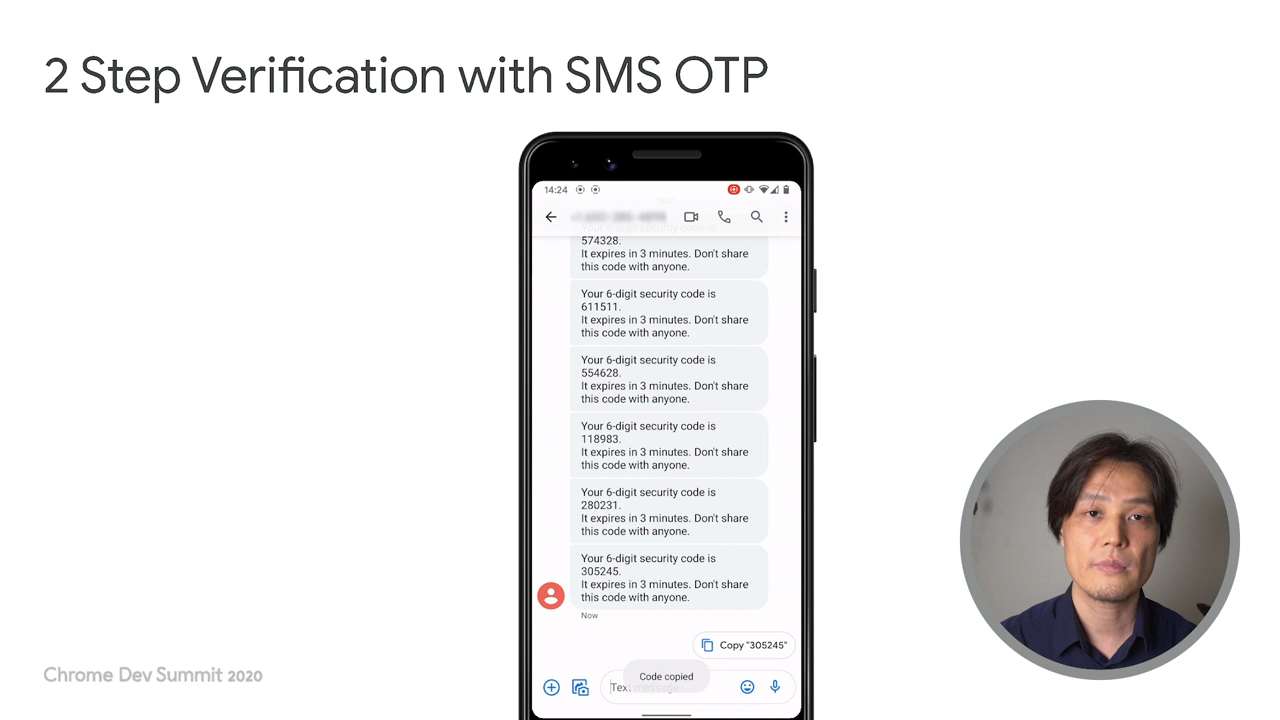 2 Step Verification with SMS OTP
14:24
574328.
It expires in 3 minutes. Don't share
this code with anyone.
Your 6-digit security code is
611511.
It expires in 3 minutes. Don't share
this code with anyone.
Your 6-digit security code is
554628.
It expires in 3 minutes. Don't share
this code with anyone.
Your 6-digit security code is
118983.
It expires in 3 minutes. Don't share
this code with anyone.
Your 6-digit security code is
280231.
It expires in 3 minutes. Don't share
this code with anyone.
Your 6-digit security code is
305245.
It expires in 3 minutes. Don't share
this code with anyone.
Now
Copy "305245"
Code copied
Text message
Chrome Dev Summit 2020